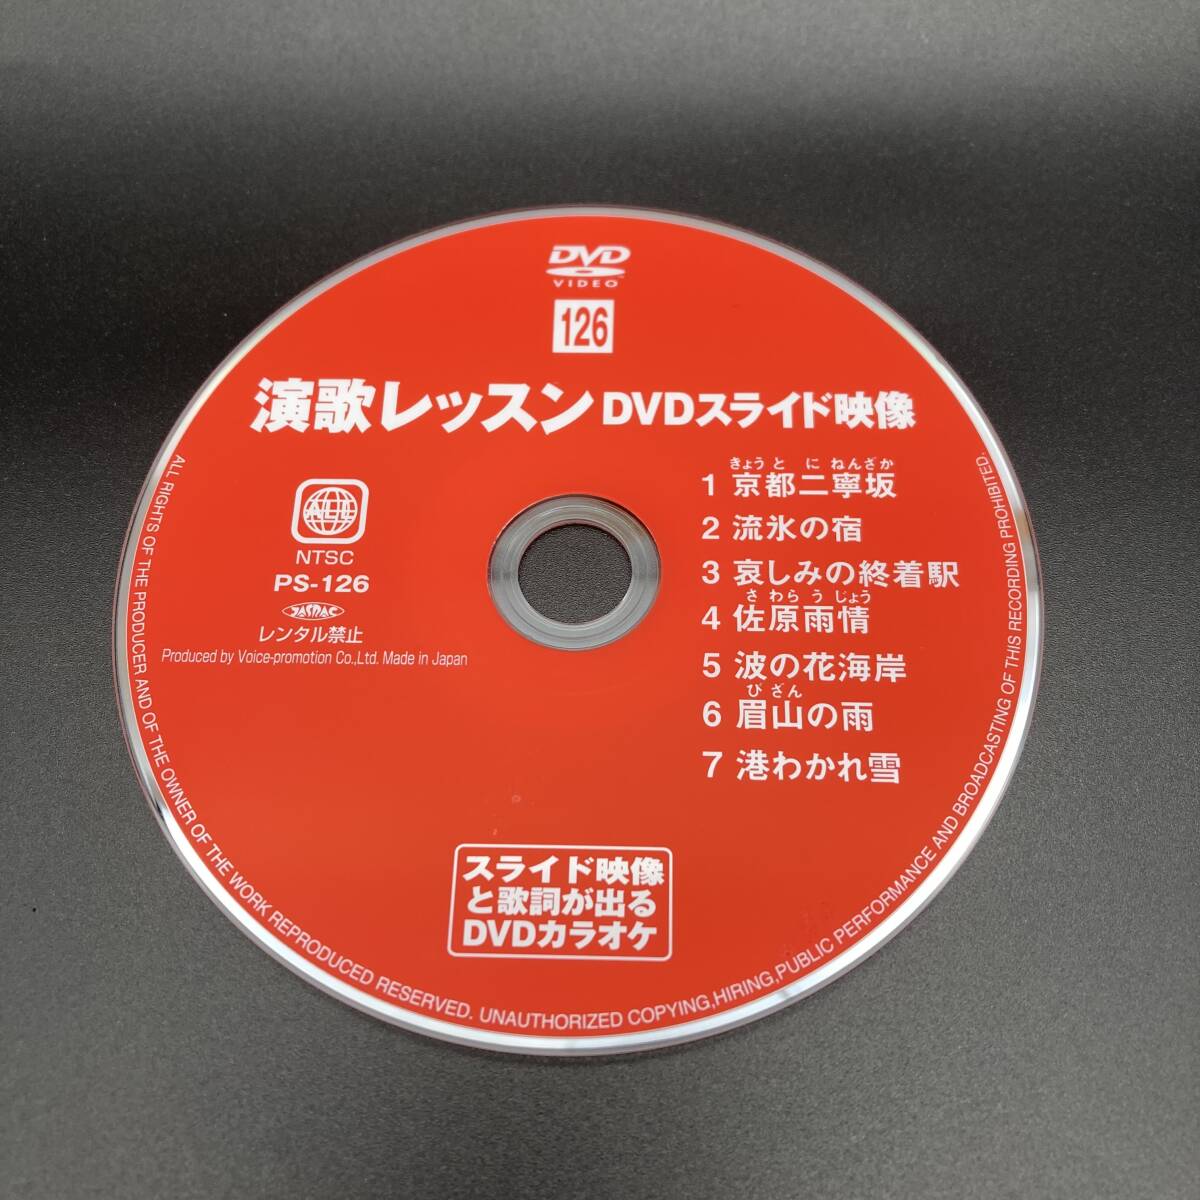 DVD
VIDEO™
126
演歌レッスン DVDスライド映像
ALL
NTSC
PS-126
JASRAC
レンタル禁止
Produced by Voice-promotion Co.,Ltd. Made in Japan
きょうと に ねんざか
1 京都二寧坂
2 流氷の宿
3 哀しみの終着駅
さわらうじょう
4 佐原雨情
5 波の花海岸
びざん
6 眉山の雨
7 港わかれ雪
スライド映像
と歌詞が出る
DVDカラオケ
ALL RIGHTS OF THE PRODUCER AND OF THE OWNER OF THE WORK REPRODUCED RESERVED. UNAUTHORIZED COPYING,HIRING,PUBLIC PERFORMANCE AND BROADCASTING OF THIS RECORDING PROHIBITED.